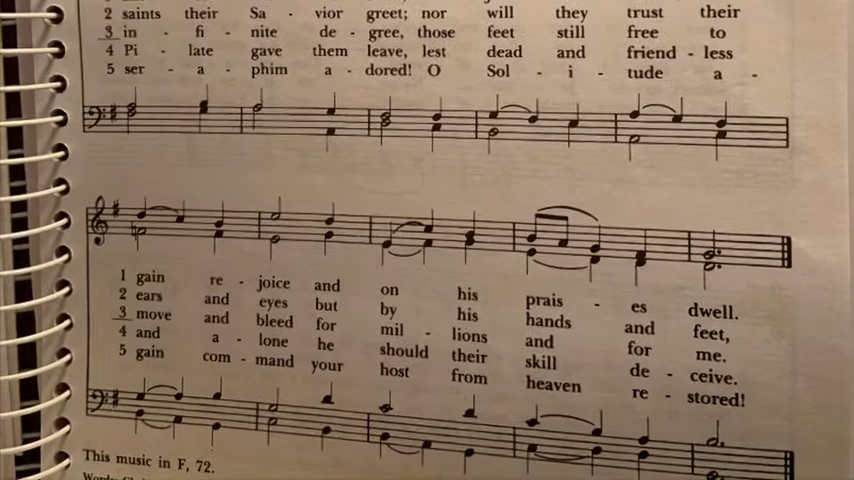 2 saints their Sa - vior greet; nor will they trust their
3 in - fi - nite de - gree, those feet still free to
4 Pi - late gave them leave, lest dead and friend - less
5 ser - a - phim a - dored! O Sol - i - tude a -
1 gain re - joice and on his prais - es dwell.
2 ears and eyes but by his hands and feet,
3 move and bleed for mil - lions and for me.
4 and a - lone he should their skill de - ceive.
5 gain com - mand your host from heaven re - stored!
This music in F, 72.
Words: